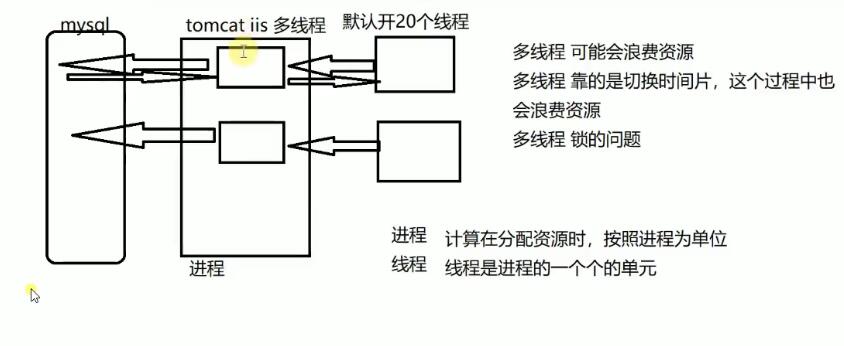 mysql
tomcat iis 多线程
默认开20个线程
多线程 可能会浪费资源
多线程 靠的是切换时间片，这个过程中也
会浪费资源
多线程 锁的问题
进程 计算在分配资源时，按照进程为单位
线程 线程是进程的一个个的单元
进程